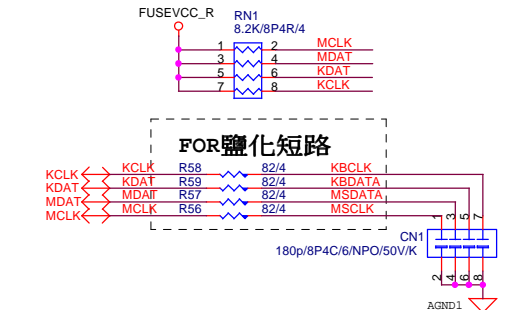 FUSEVCC_R
RN1
8.2K/8P4R/4
1 2 MCLK
3 4 MDAT
5 6 KDAT
7 8 KCLK
FOR鹽化短路
KCLK KCLK R58 82/4 KBCLK
KDAT KDAT R59 82/4 KBDATA
MDAT MDAT R57 82/4 MSDATA
MCLK MCLK R56 82/4 MSCLK
1 3 5 7
CN1
180p/8P4C/6/NPO/50V/K
2 4 6 8
AGND1